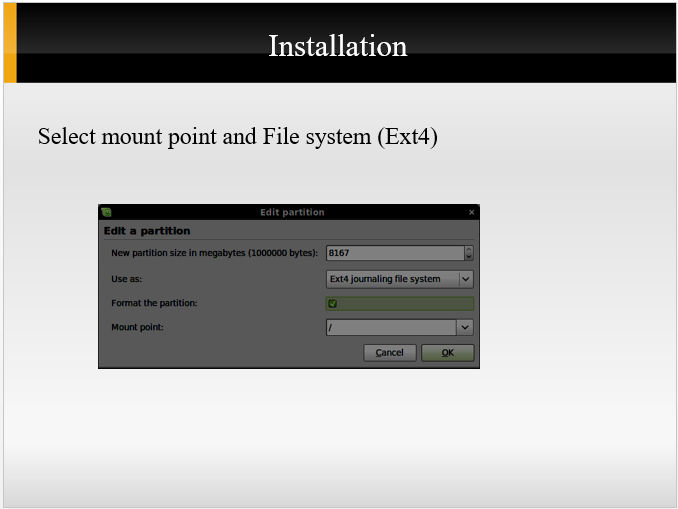 Installation
Select mount point and File system (Ext4)
Edit partition
Edit a partition
New partition size in megabytes (1000000 bytes): 8167
Use as: Ext4 journaling file system
Format the partition:
Mount point: /
Cancel OK